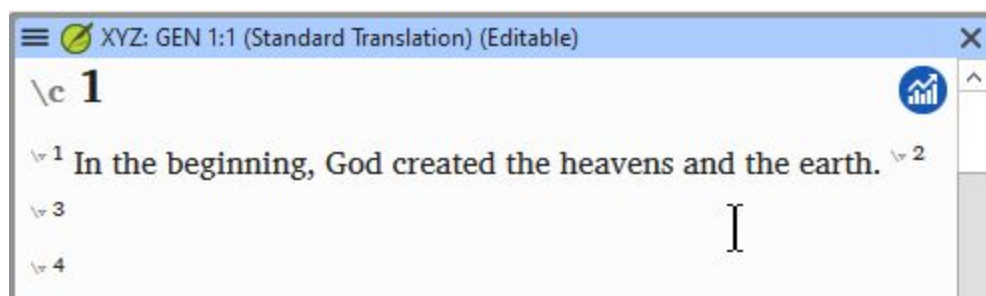 XYZ: GEN 1:1 (Standard Translation) (Editable)
\c 1
\v 1 In the beginning, God created the heavens and the earth. \v 2
\v 3
\v 4